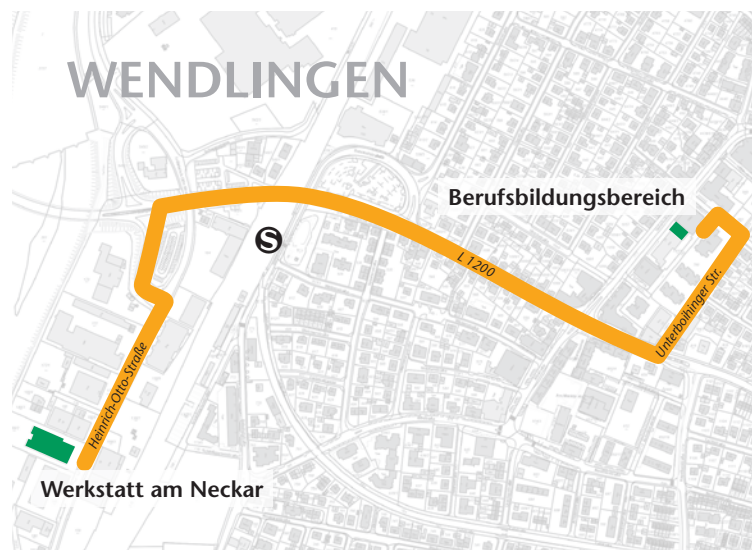 WENDLINGEN
Berufsbildungsbereich
S
L 1200
Unterboihinger Str.
Heinrich-Otto-Straße
Werkstatt am Neckar